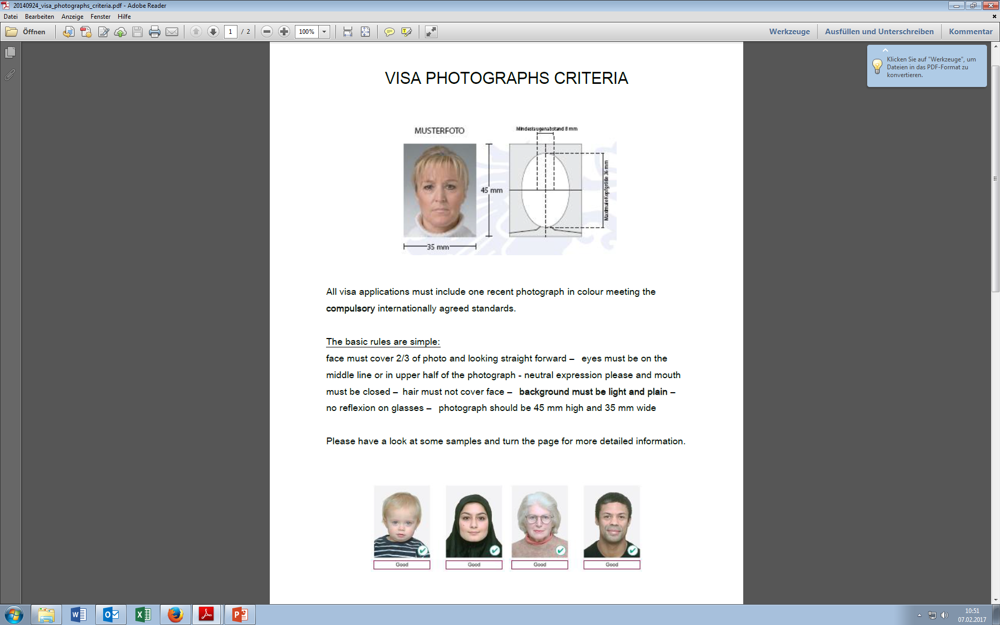 20140924_visa_photographs_criteria.pdf - Adobe Reader
Datei Bearbeiten Anzeige Fenster Hilfe
Öffnen 1 / 2 100% Werkzeuge Ausfüllen und Unterschreiben Kommentar
Klicken Sie auf "Werkzeuge", um
Dateien in das PDF-Format zu
konvertieren.
VISA PHOTOGRAPHS CRITERIA
MUSTERFOTO
Mindestaugenabstand 8 mm
45 mm
Maximale Kopfgröße 36 mm
35 mm
All visa applications must include one recent photograph in colour meeting the
compulsory internationally agreed standards.
The basic rules are simple:
face must cover 2/3 of photo and looking straight forward – eyes must be on the
middle line or in upper half of the photograph - neutral expression please and mouth
must be closed – hair must not cover face – background must be light and plain –
no reflexion on glasses – photograph should be 45 mm high and 35 mm wide
Please have a look at some samples and turn the page for more detailed information.
Good Good Good Good
10:51
07.02.2017